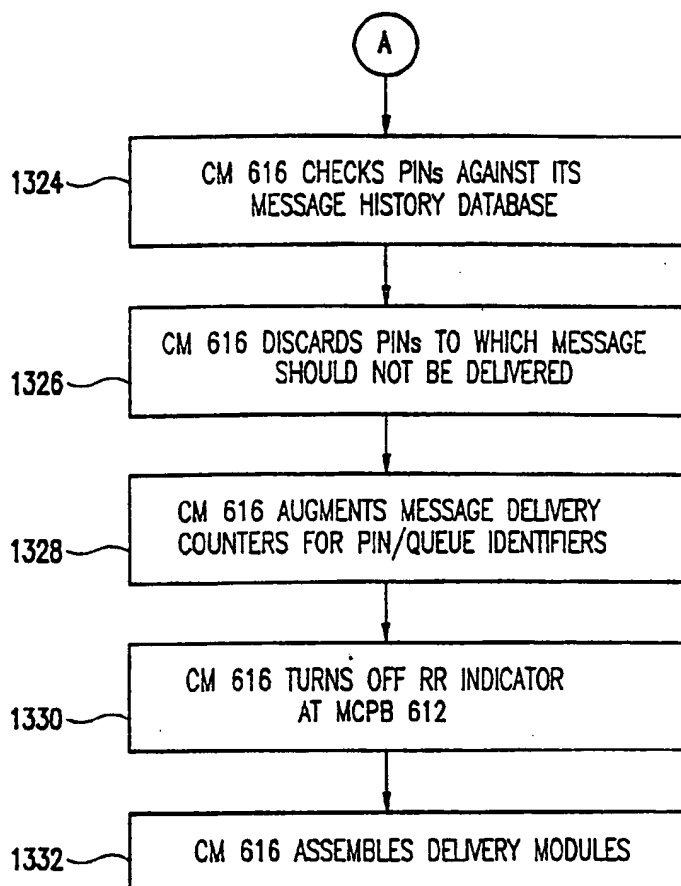 A
1324
CM 616 CHECKS PINs AGAINST ITS
MESSAGE HISTORY DATABASE
1326
CM 616 DISCARDS PINs TO WHICH MESSAGE
SHOULD NOT BE DELIVERED
1328
CM 616 AUGMENTS MESSAGE DELIVERY
COUNTERS FOR PIN/QUEUE IDENTIFIERS
1330
CM 616 TURNS OFF RR INDICATOR
AT MCPB 612
1332
CM 616 ASSEMBLES DELIVERY MODULES